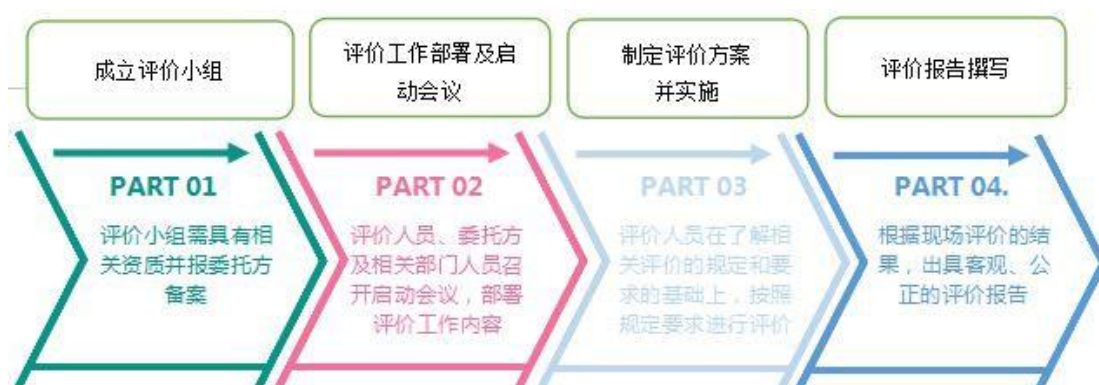 成立评价小组
评价工作部署及启
动会议
制定评价方案
并实施
评价报告撰写
PART 01
评价小组需具有相
关资质并报委托方
备案
PART 02
评价人员、委托方
及相关部门人员召
开启动会议，部署
评价工作内容
PART 03
评价人员在了解相
关评价的规定和要
求的基础上，按照
规定要求进行评价
PART 04.
根据现场评价的结
果，出具客观、公
正的评价报告